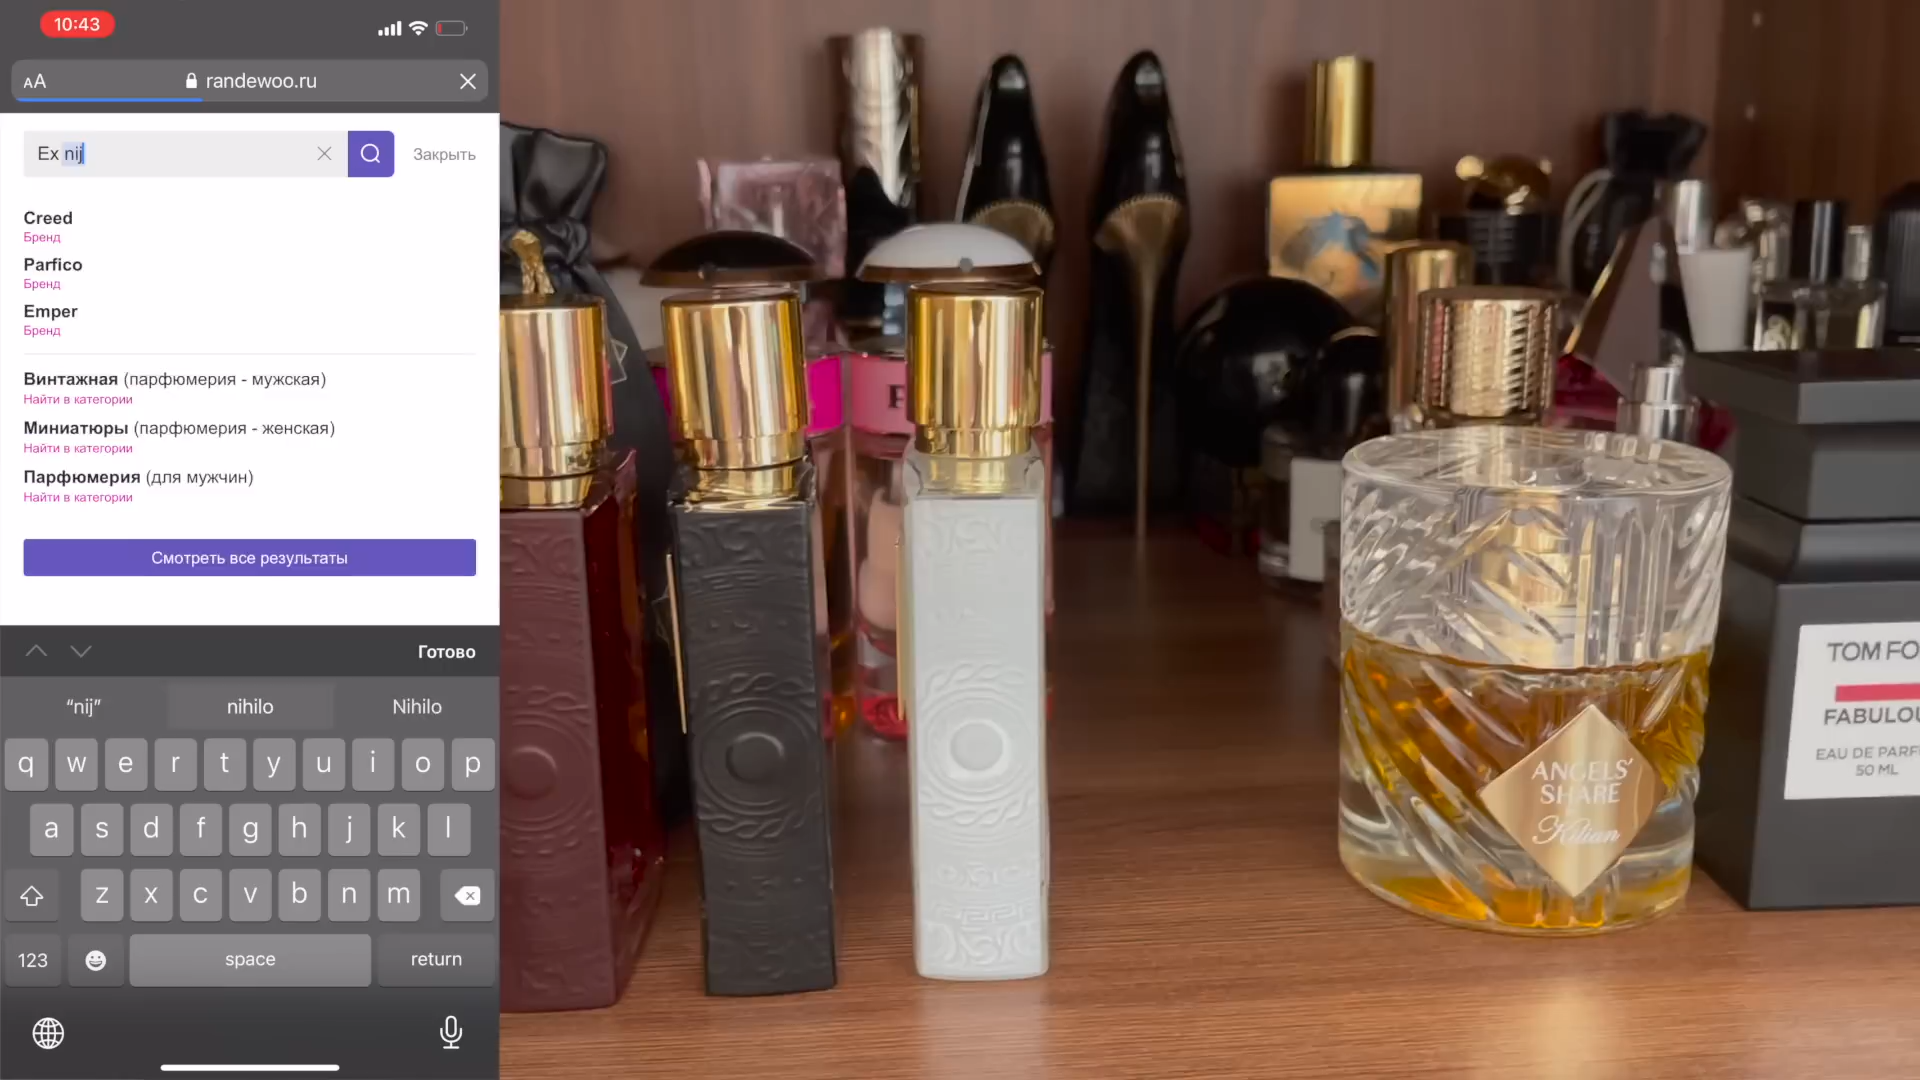 10:43
AA
randewoo.ru
Ex nij
Закрыть
Creed
Бренд
Parfico
Бренд
Emper
Бренд
Винтажная (парфюмерия - мужская)
Найти в категории
Миниатюры (парфюмерия - женская)
Найти в категории
Парфюмерия (для мужчин)
Найти в категории
Смотреть все результаты
Готово
“nij”
nihilo
Nihilo
q w e r t y u i o p
a s d f g h j k l
z x c v b n m
123
space
return
ANGELS'
SHARE
Kilian
TOM FO
FABULOU
EAU DE PARF
50 ML